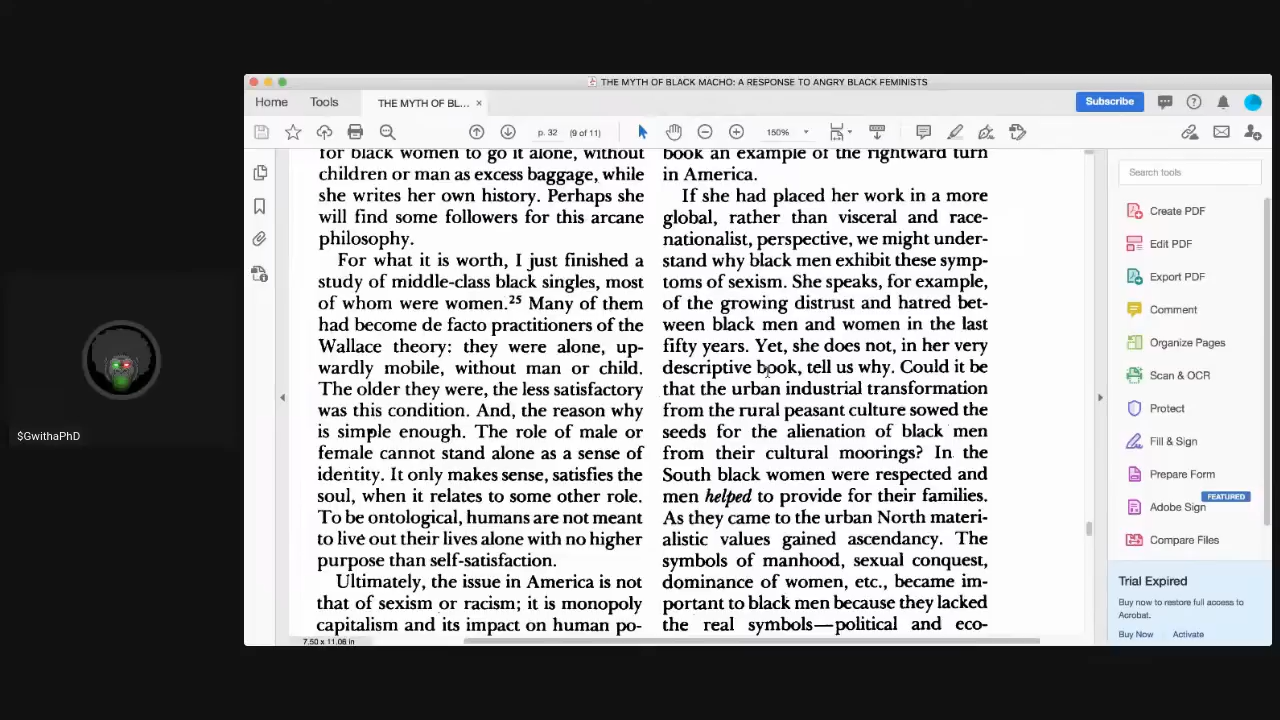 THE MYTH OF BLACK MACHO: A RESPONSE TO ANGRY BLACK FEMINISTS
Home
Tools
THE MYTH OF BL...
×
Subscribe
p. 32
(9 of 11)
150%
for black women to go it alone, without
children or man as excess baggage, while
she writes her own history. Perhaps she
will find some followers for this arcane
philosophy.
For what it is worth, I just finished a
study of middle-class black singles, most
of whom were women.²⁵ Many of them
had become de facto practitioners of the
Wallace theory: they were alone, up-
wardly mobile, without man or child.
The older they were, the less satisfactory
was this condition. And, the reason why
is simple enough. The role of male or
female cannot stand alone as a sense of
identity. It only makes sense, satisfies the
soul, when it relates to some other role.
To be ontological, humans are not meant
to live out their lives alone with no higher
purpose than self-satisfaction.
Ultimately, the issue in America is not
that of sexism or racism; it is monopoly
capitalism and its impact on human po-
book an example of the rightward turn
in America.
If she had placed her work in a more
global, rather than visceral and race-
nationalist, perspective, we might under-
stand why black men exhibit these symp-
toms of sexism. She speaks, for example,
of the growing distrust and hatred bet-
ween black men and women in the last
fifty years. Yet, she does not, in her very
descriptive book, tell us why. Could it be
that the urban industrial transformation
from the rural peasant culture sowed the
seeds for the alienation of black men
from their cultural moorings? In the
South black women were respected and
men helped to provide for their families.
As they came to the urban North materi-
alistic values gained ascendancy. The
symbols of manhood, sexual conquest,
dominance of women, etc., became im-
portant to black men because they lacked
the real symbols—political and eco-
7.50 x 11.06 in
Search tools
Create PDF
Edit PDF
Export PDF
Comment
Organize Pages
Scan & OCR
Protect
Fill & Sign
Prepare Form
FEATURED
Adobe Sign
Compare Files
Trial Expired
Buy now to restore full access to
Acrobat.
Buy Now
Activate
$GwithaPhD